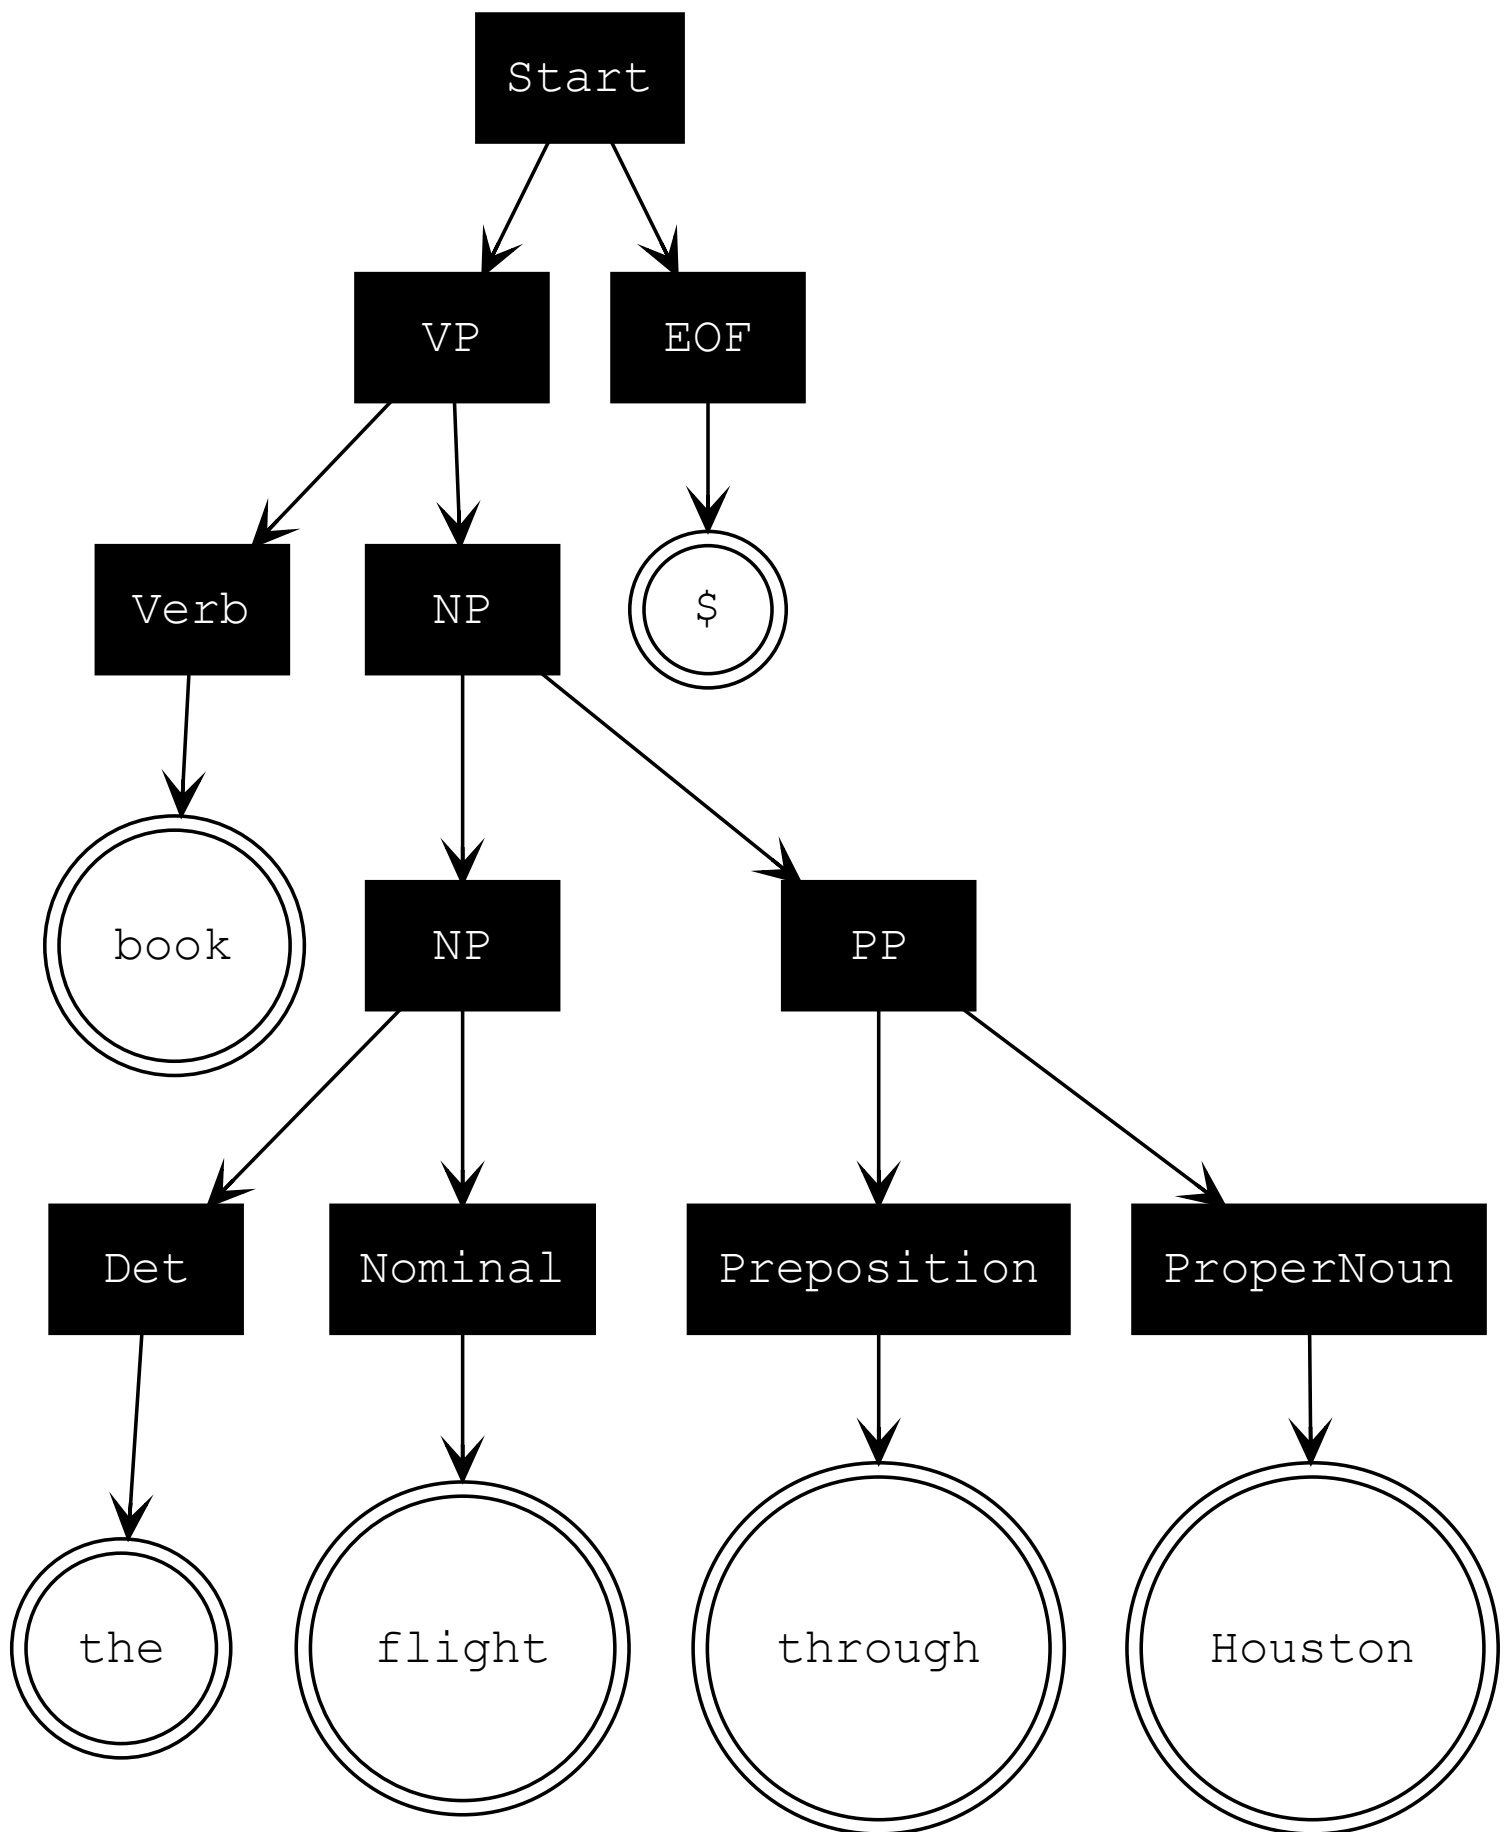 Start
VP EOF
Verb NP $
book NP PP
Det Nominal Preposition ProperNoun
the flight through Houston